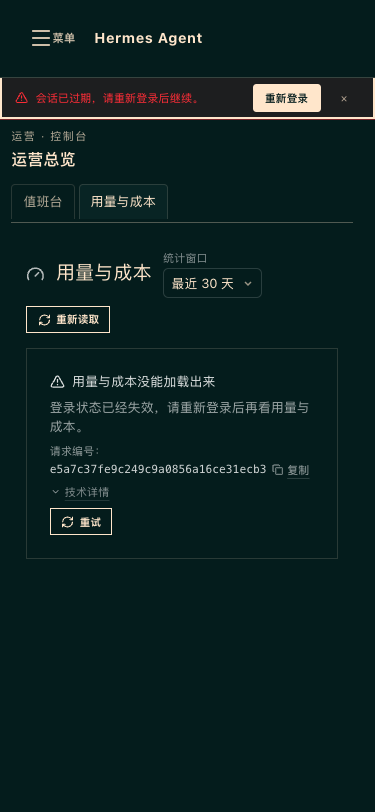 菜单 Hermes Agent
会话已过期，请重新登录后继续。 重新登录 ×
运营 · 控制台
运营总览
值班台 用量与成本
统计窗口
用量与成本 最近 30 天
重新读取
用量与成本没能加载出来
登录状态已经失效，请重新登录后再看用量与
成本。
请求编号：
e5a7c37fe9c249c9a0856a16ce31ecb3 复制
技术详情
重试